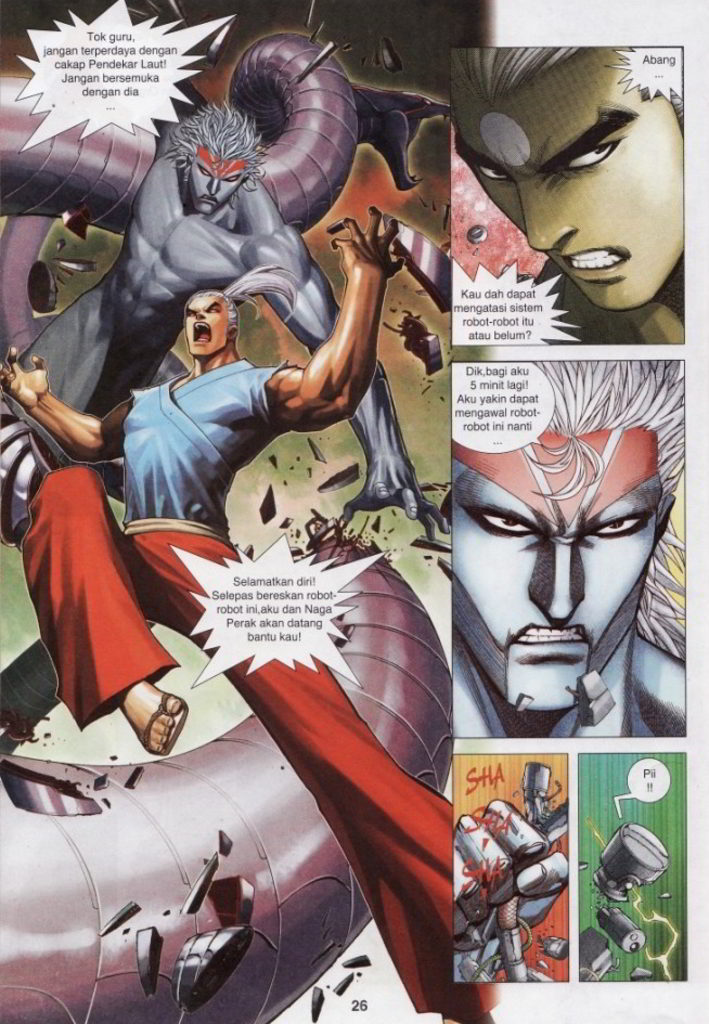 Tok guru,
jangan terperdaya dengan
cakap Pendekar Laut!
Jangan bersemuka
dengan dia
...
Selamatkan diri!
Selepas bereskan robot-
robot ini,aku dan Naga
Perak akan datang
bantu kau!
Abang
...
Kau dah dapat
mengatasi sistem
robot-robot itu
atau belum?
Dik,bagi aku
5 minit lagi!
Aku yakin dapat
mengawal robot-
robot ini nanti
...
SHA
SHA
SHA
Pii
!!
26